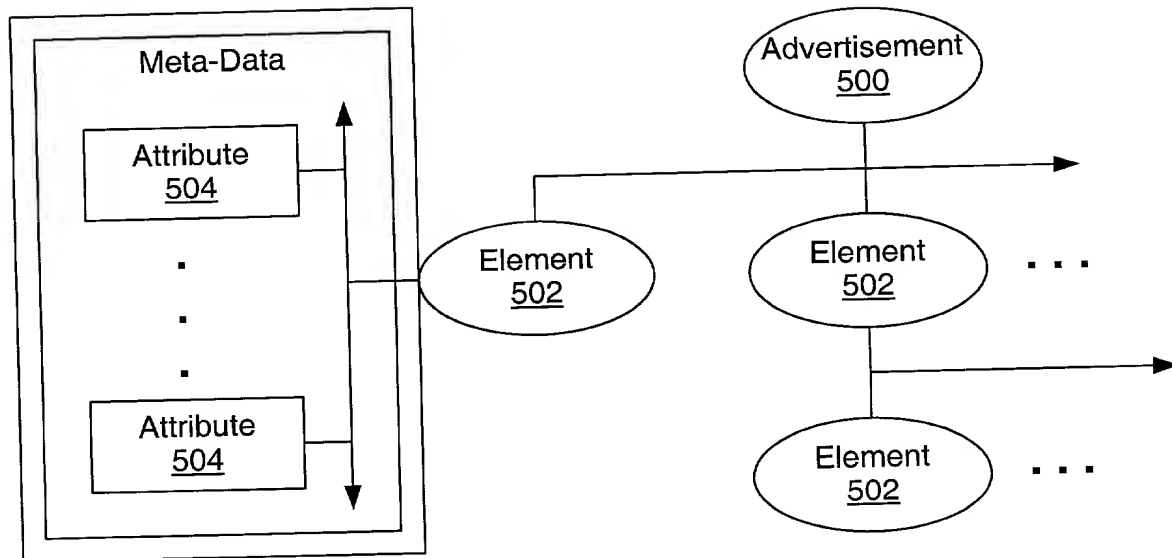 Meta-Data
Attribute
504
.
.
.
Attribute
504
Advertisement
500
Element
502
Element
502
. . .
Element
502
. . .